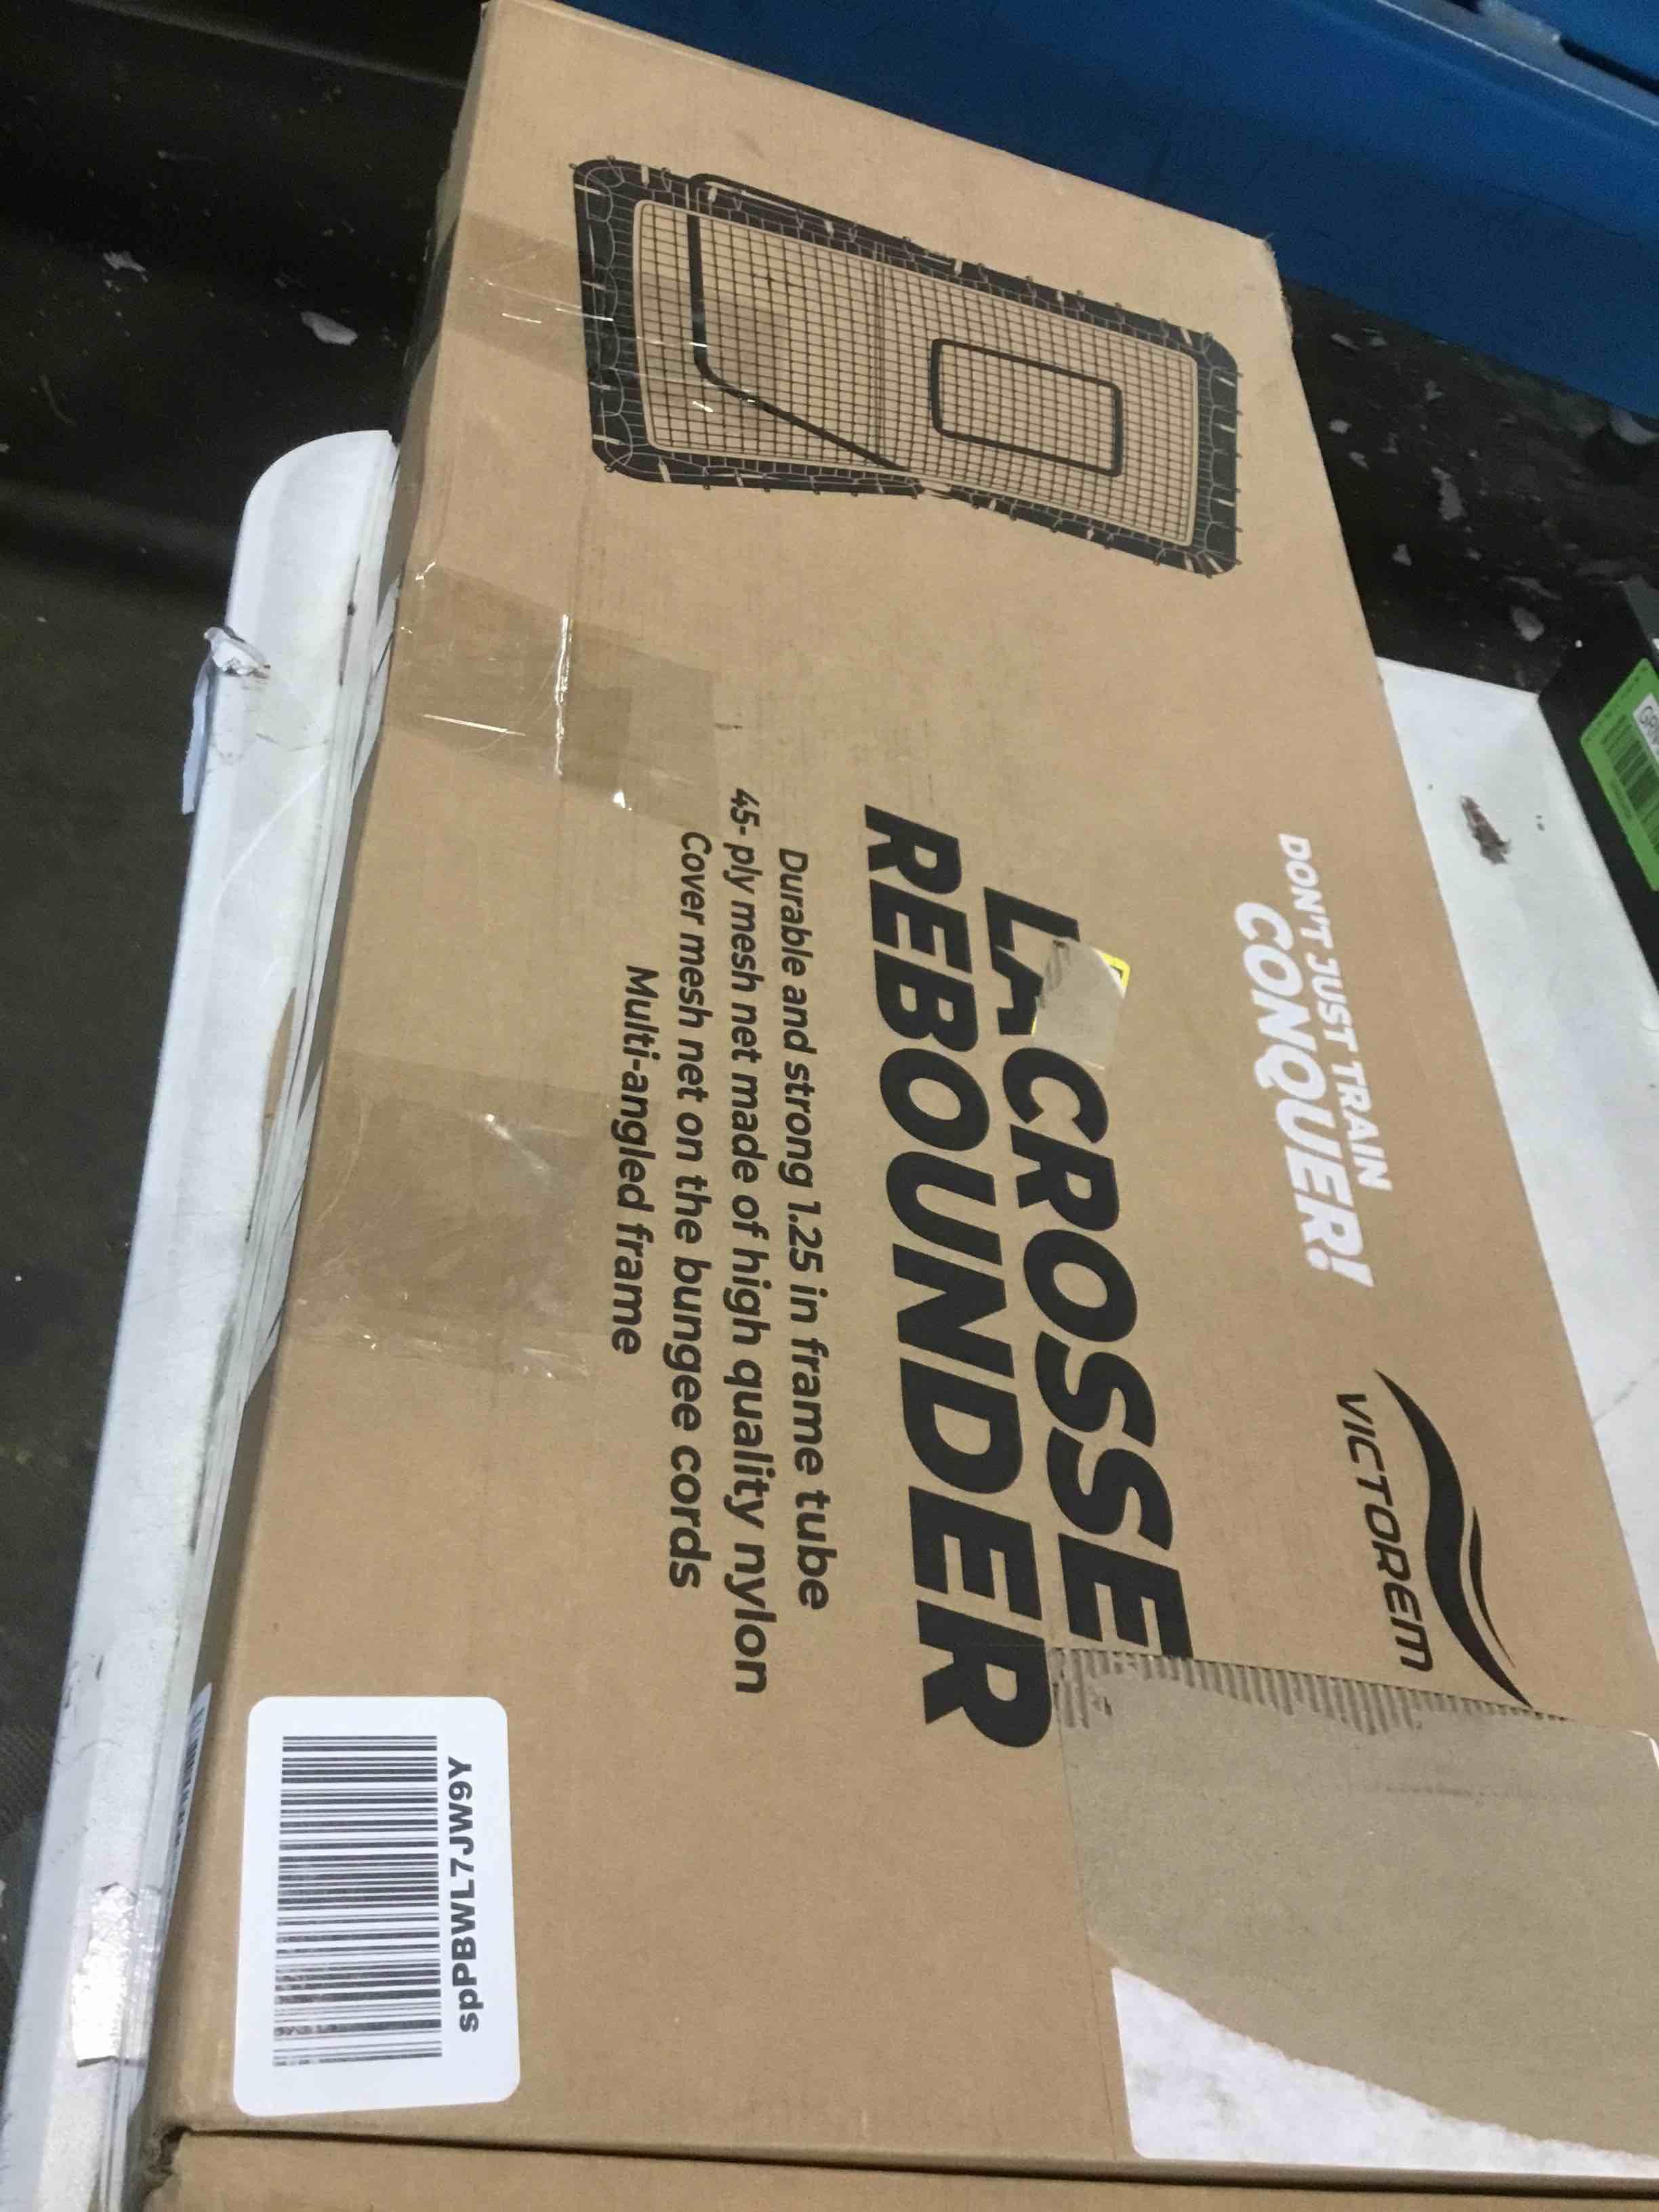 VICTOREM
DON'T JUST TRAIN
CONQUER!
LACROSSE
REBOUNDER
Durable and strong 1.25 in frame tube
45- ply mesh net made of high quality nylon
Cover mesh net on the bungee cords
Multi-angled frame
spPBWL7JW9Y